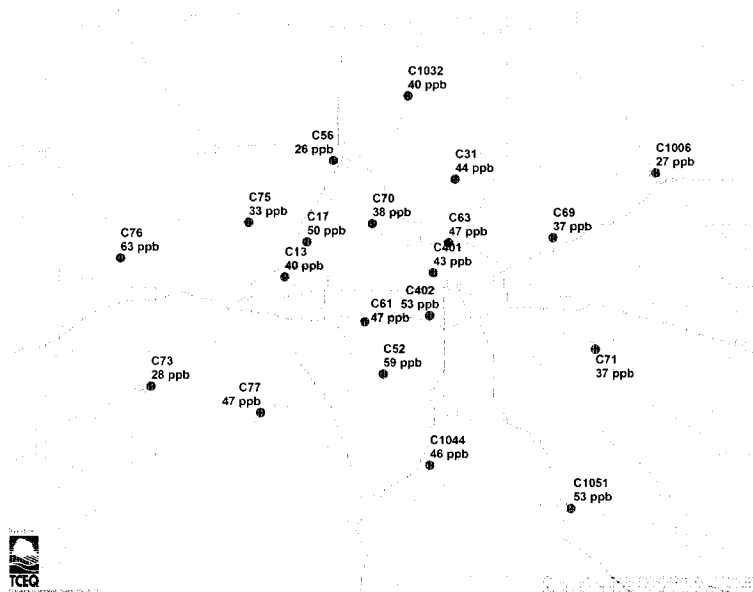 C1032
40 ppb
C56
26 ppb
C31
44 ppb
C1006
27 ppb
C75
33 ppb
C70
38 ppb
C17
50 ppb
C63
47 ppb
C69
37 ppb
C76
63 ppb
C13
40 ppb
C401
43 ppb
C402
53 ppb
C61
47 ppb
C52
59 ppb
C71
37 ppb
C73
28 ppb
C77
47 ppb
C1044
46 ppb
C1051
53 ppb
TCEQ